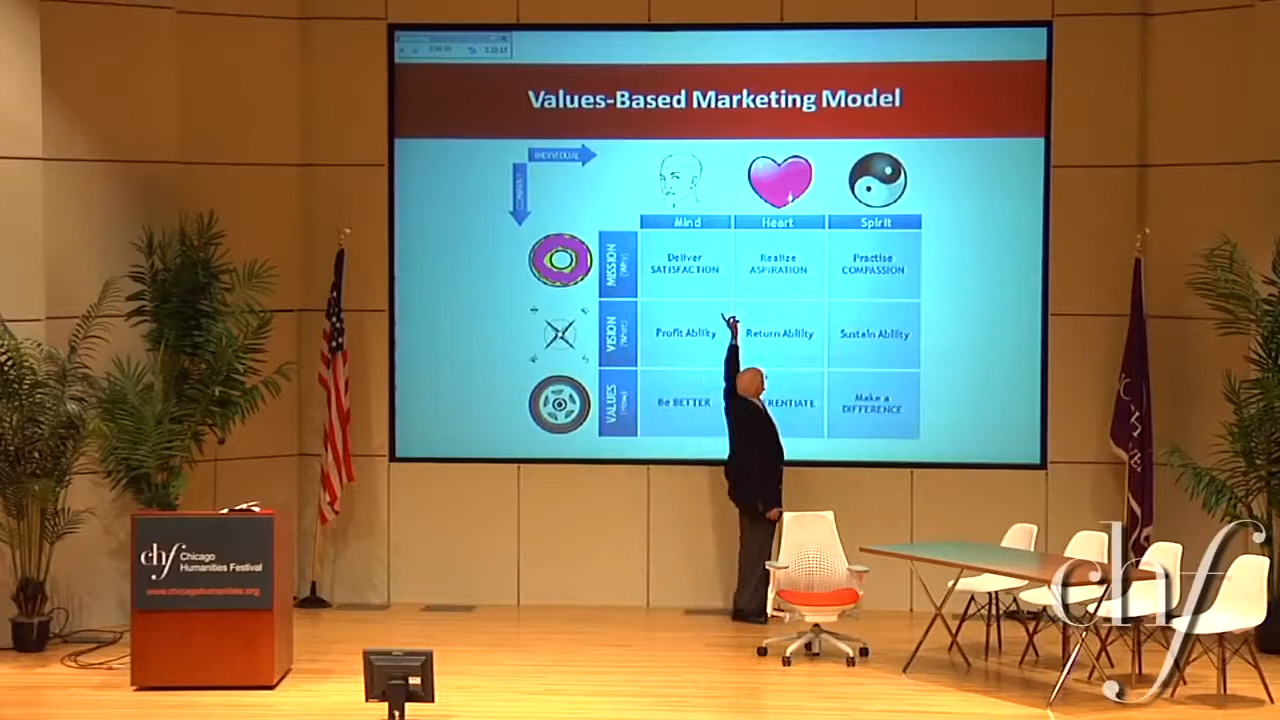 Values-Based Marketing Model
INDIVIDUAL
COMPANY
Mind
Heart
Spirit
MISSION
(Why)
Deliver
SATISFACTION
Realize
ASPIRATION
Practise
COMPASSION
VISION
(What)
Profit Ability
Return Ability
Sustain Ability
VALUES
(How)
Be BETTER
RENTIATE
Make a
DIFFERENCE
chf Chicago
Humanities Festival
www.chicagohumanities.org
chf